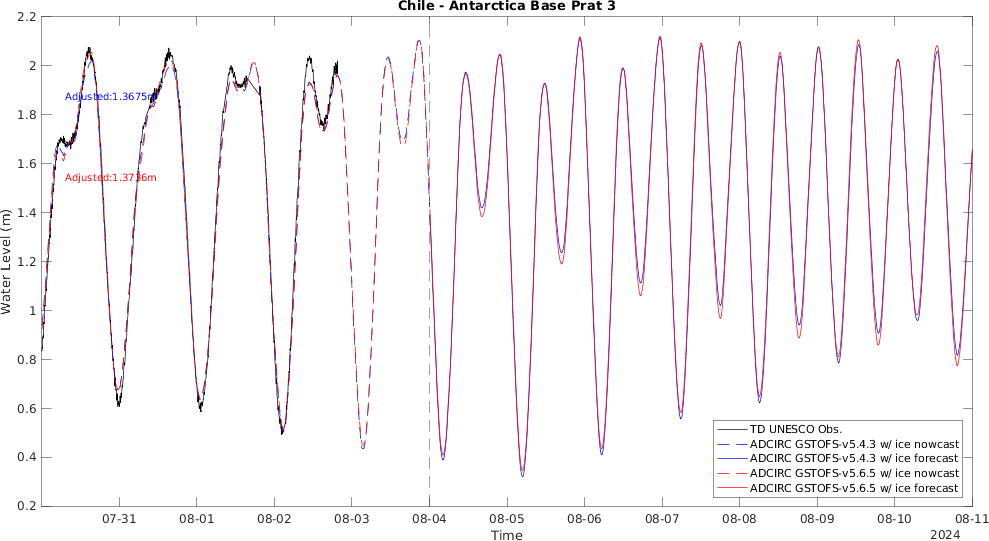 Chile - Antarctica Base Prat 3
2.2
2
1.8
1.6
1.4
1.2
1
0.8
0.6
0.4
0.2
Water Level (m)
Adjusted:1.3675m
Adjusted:1.3736m
TD UNESCO Obs.
ADCIRC GSTOFS-v5.4.3 w/ ice nowcast
ADCIRC GSTOFS-v5.4.3 w/ ice forecast
ADCIRC GSTOFS-v5.6.5 w/ ice nowcast
ADCIRC GSTOFS-v5.6.5 w/ ice forecast
07-31 08-01 08-02 08-03 08-04 08-05 08-06 08-07 08-08 08-09 08-10 08-11
Time
2024